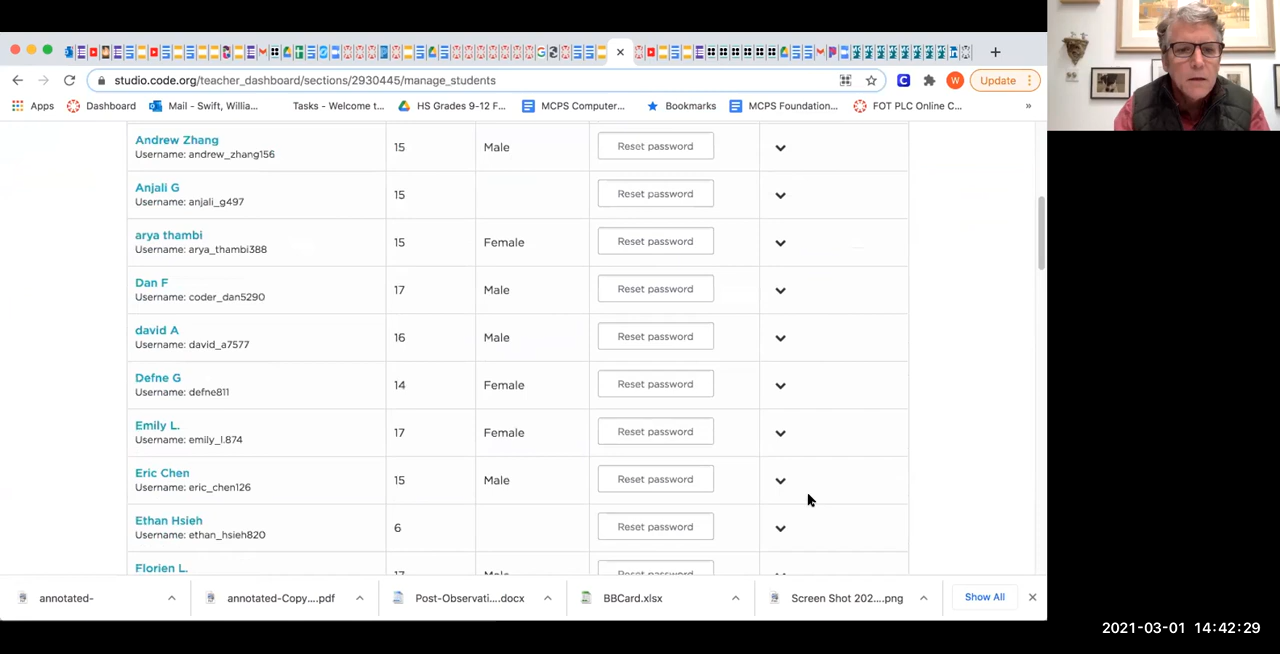 studio.code.org/teacher_dashboard/sections/2930445/manage_students
W
Update
Apps
Dashboard
Mail - Swift, Willia...
Tasks - Welcome t...
HS Grades 9-12 F...
MCPS Computer...
Bookmarks
MCPS Foundation...
FOT PLC Online C...
»
Andrew Zhang
Username: andrew_zhang156
15
Male
Reset password
Anjali G
Username: anjali_g497
15
Reset password
arya thambi
Username: arya_thambi388
15
Female
Reset password
Dan F
Username: coder_dan5290
17
Male
Reset password
david A
Username: david_a7577
16
Male
Reset password
Defne G
Username: defne811
14
Female
Reset password
Emily L.
Username: emily_l.874
17
Female
Reset password
Eric Chen
Username: eric_chen126
15
Male
Reset password
Ethan Hsieh
Username: ethan_hsieh820
6
Reset password
Florien L.
17
Male
Reset password
annotated-
annotated-Copy....pdf
Post-Observati....docx
BBCard.xlsx
Screen Shot 202....png
Show All
2021-03-01 14:42:29